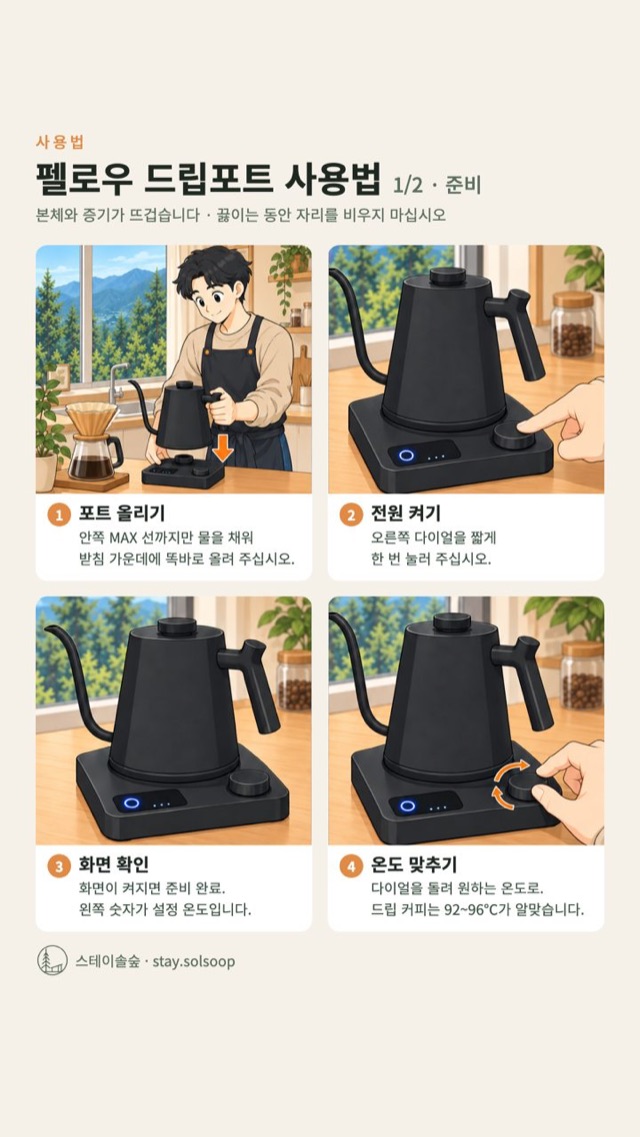 사용법
펠로우 드립포트 사용법 1/2 · 준비
본체와 증기가 뜨겁습니다 · 끓이는 동안 자리를 비우지 마십시오
1 포트 올리기
안쪽 MAX 선까지만 물을 채워
받침 가운데에 똑바로 올려 주십시오.
2 전원 켜기
오른쪽 다이얼을 짧게
한 번 눌러 주십시오.
3 화면 확인
화면이 켜지면 준비 완료.
왼쪽 숫자가 설정 온도입니다.
4 온도 맞추기
다이얼을 돌려 원하는 온도로.
드립 커피는 92~96℃가 알맞습니다.
스테이솔숲 · stay.solsoop